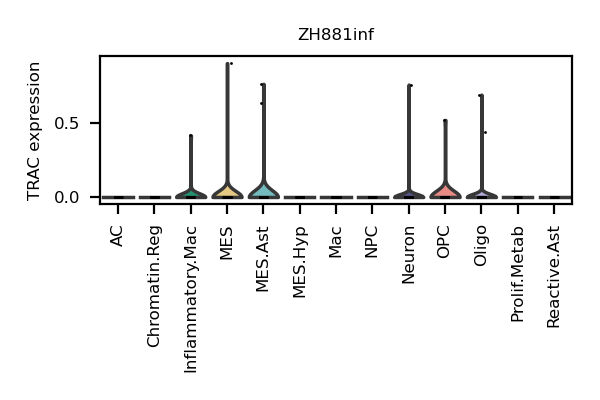 ZH881inf
TRAC expression
0.5
0.0
AC
Chromatin.Reg
Inflammatory.Mac
MES
MES.Ast
MES.Hyp
Mac
NPC
Neuron
OPC
Oligo
Prolif.Metab
Reactive.Ast